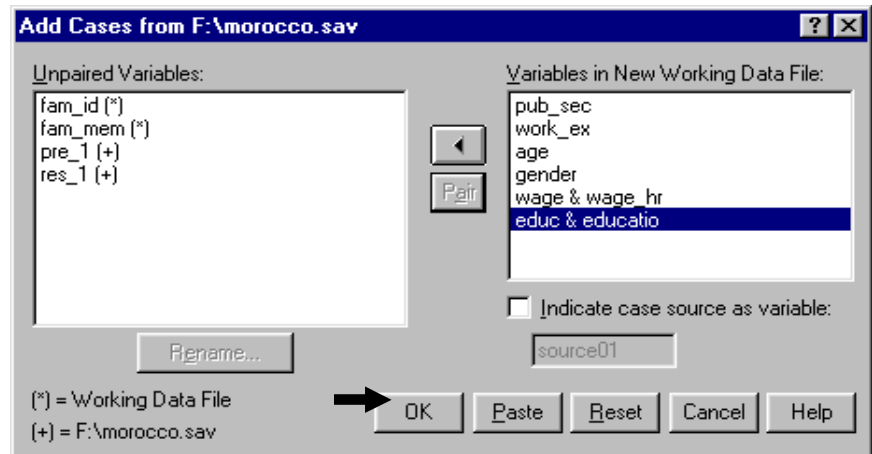 Add Cases from F:\morocco.sav
Unpaired Variables:
fam_id (*)
fam_mem (*)
pre_1 (+)
res_1 (+)
Pair
Variables in New Working Data File:
pub_sec
work_ex
age
gender
wage & wage_hr
educ & educatio
Indicate case source as variable:
source01
Rename...
(*) = Working Data File
(+) = F:\morocco.sav
OK Paste Reset Cancel Help